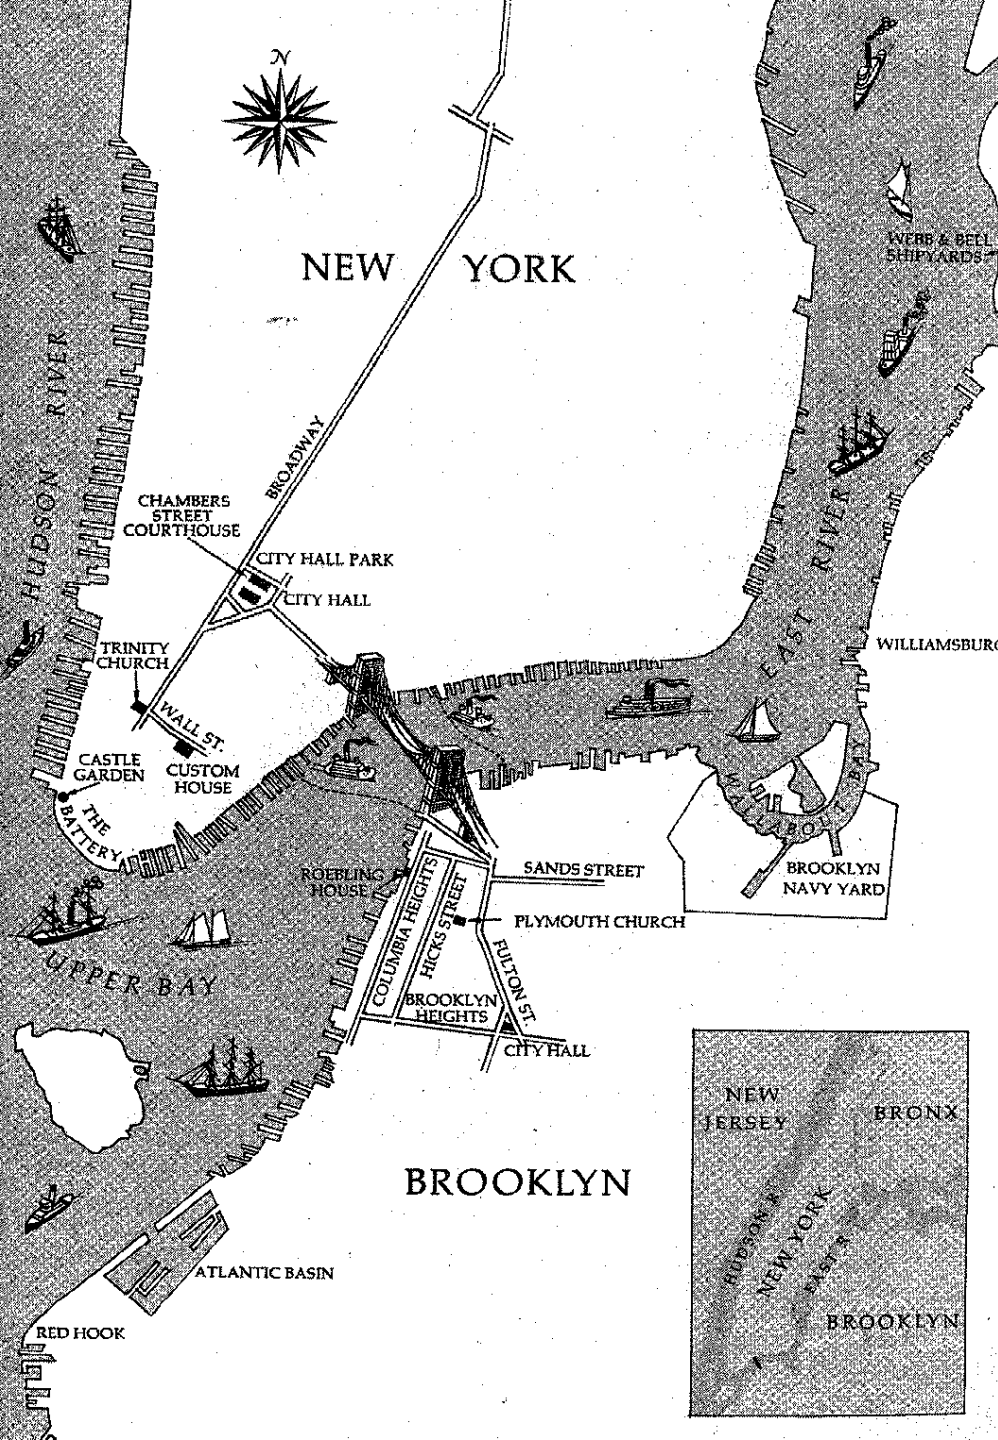 N
NEW YORK
HUDSON RIVER
WEBB & BELL
SHIPYARDS
BROADWAY
CHAMBERS
STREET
COURTHOUSE
CITY HALL PARK
CITY HALL
EAST RIVER
WILLIAMSBURG
TRINITY
CHURCH
WALL ST.
CASTLE
GARDEN
CUSTOM
HOUSE
THE
BATTERY
WALLABOUT BAY
BROOKLYN
NAVY YARD
ROEBLING
HOUSE
SANDS STREET
COLUMBIA HEIGHTS
HICKS STREET
PLYMOUTH CHURCH
FULTON ST.
BROOKLYN
HEIGHTS
CITY HALL
UPPER BAY
BROOKLYN
ATLANTIC BASIN
RED HOOK
NEW
JERSEY
BRONX
HUDSON R
NEW YORK
EAST R
BROOKLYN